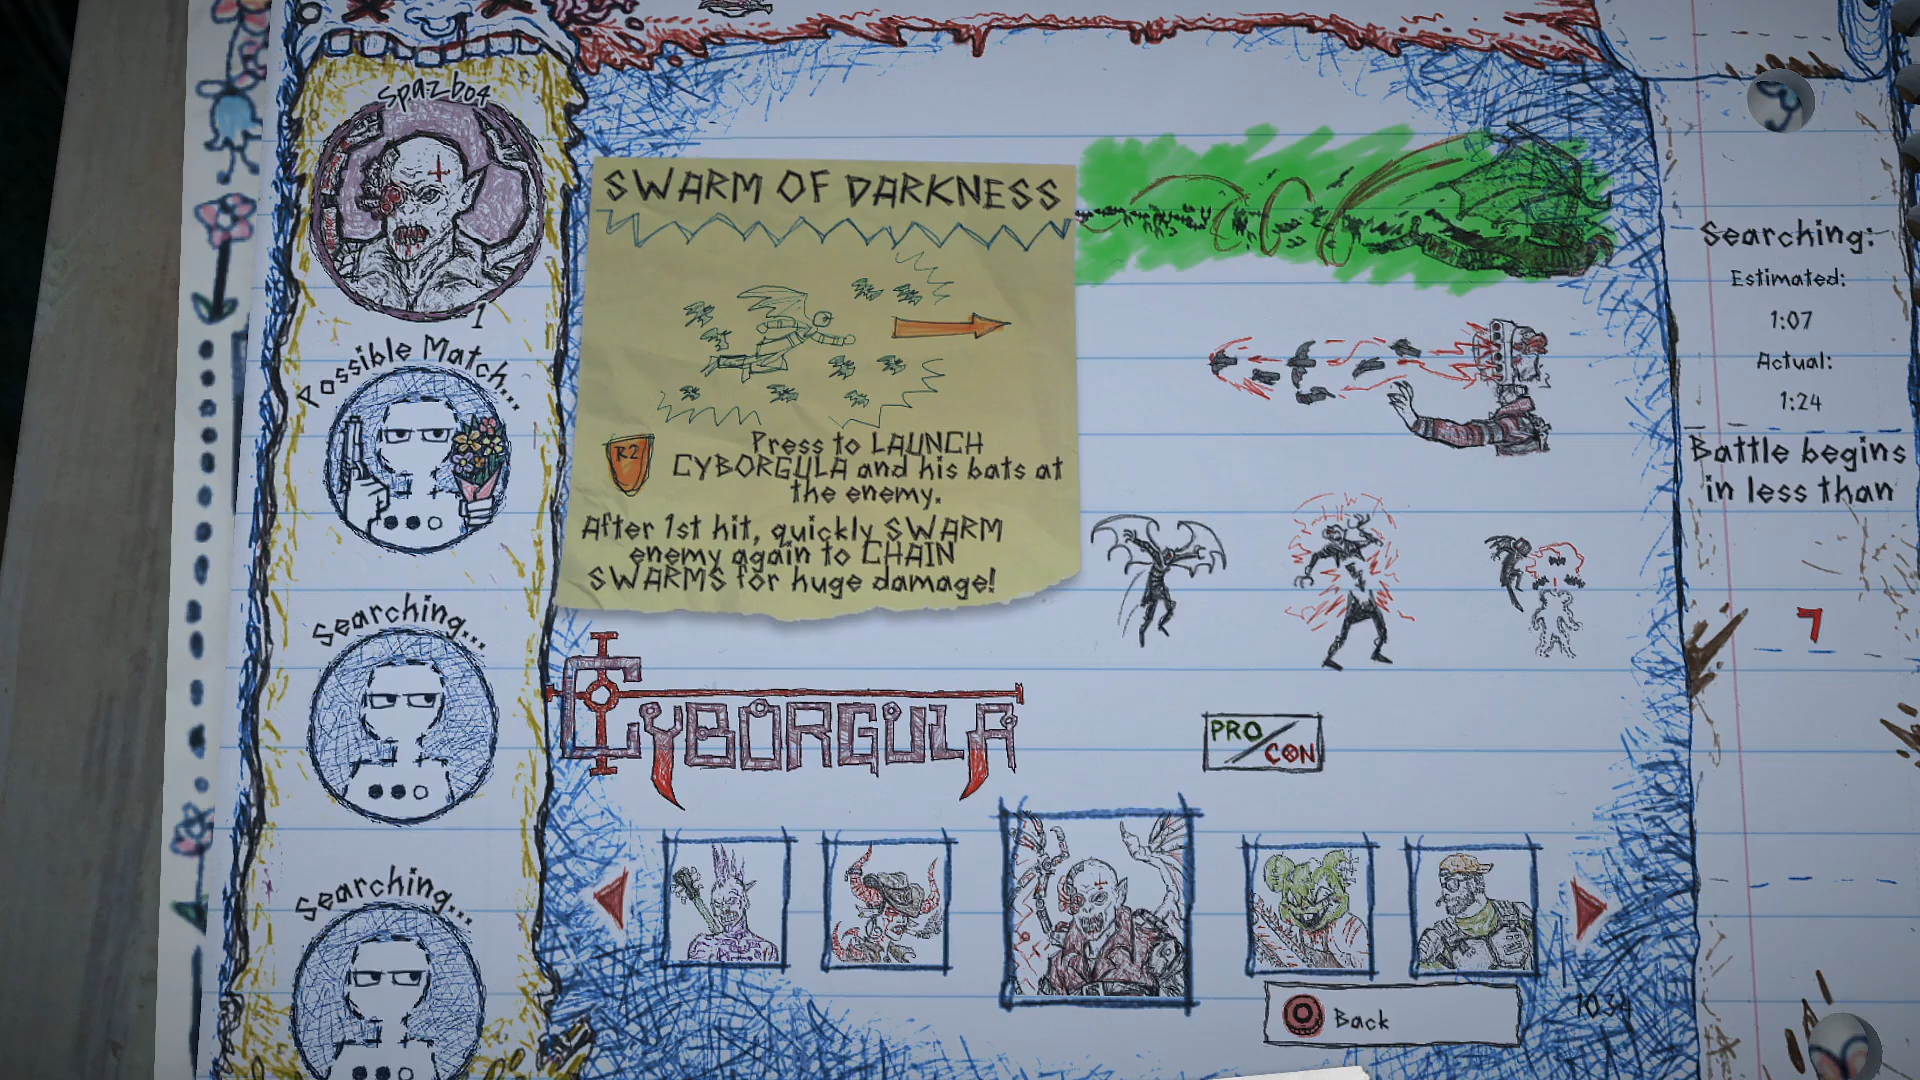 Spazbo4
1
Possible Match...
Searching...
Searching...
SWARM OF DARKNESS
R2
Press to LAUNCH
CYBORGULA and his bats at
the enemy.
After 1st hit, quickly SWARM
enemy again to CHAIN
SWARMS for huge damage!
CYBORGULA
PRO/CON
Back
1034
Searching:
Estimated:
1:07
Actual:
1:24
Battle begins
in less than
7